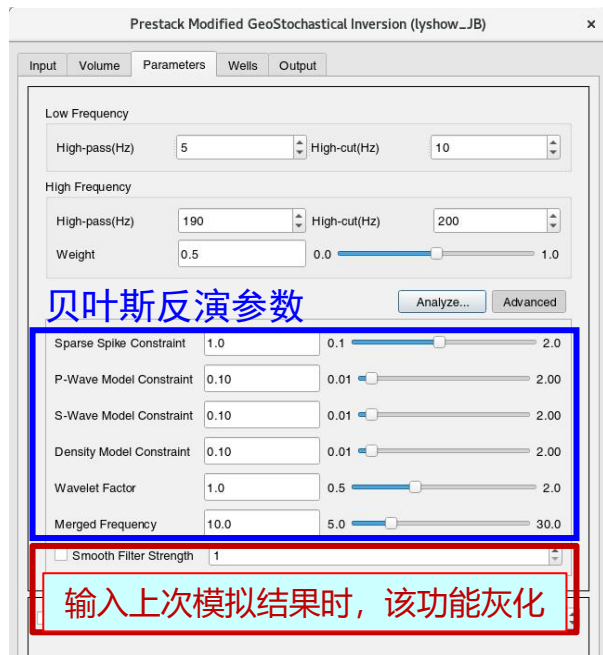 Prestack Modified GeoStochastical Inversion (lyshow_JB) ×
Input Volume Parameters Wells Output
Low Frequency
High-pass(Hz) 5 High-cut(Hz) 10
High Frequency
High-pass(Hz) 190 High-cut(Hz) 200
Weight 0.5 0.0 1.0
贝叶斯反演参数 Analyze... Advanced
Sparse Spike Constraint 1.0 0.1 2.0
P-Wave Model Constraint 0.10 0.01 2.00
S-Wave Model Constraint 0.10 0.01 2.00
Density Model Constraint 0.10 0.01 2.00
Wavelet Factor 1.0 0.5 2.0
Merged Frequency 10.0 5.0 30.0
Smooth Filter Strength 1
输入上次模拟结果时，该功能灰化